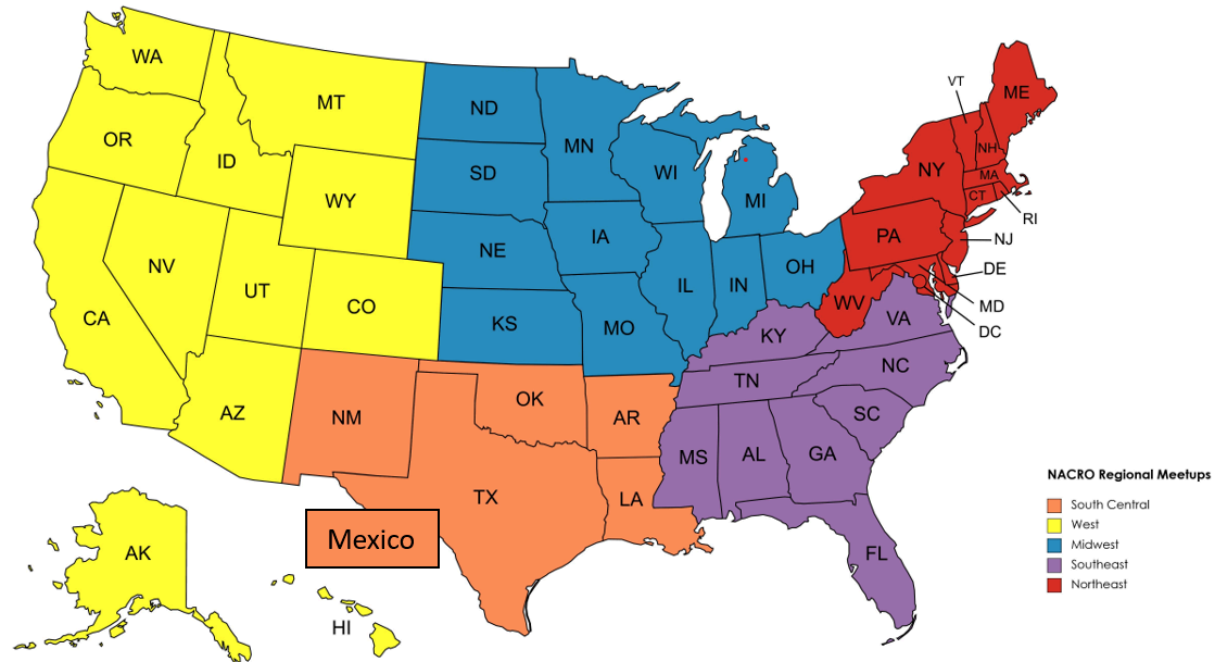 WA
MT
ND
MN
VT
ME
OR
ID
SD
WI
NH
NY
MA
WY
MI
CT
RI
NE
IA
PA
NJ
NV
UT
CO
IL
IN
OH
DE
CA
KS
MO
WV
MD
VA
DC
KY
NC
TN
AZ
NM
OK
AR
SC
MS
AL
GA
TX
LA
Mexico
AK
FL
HI
NACRO Regional Meetups
South Central
West
Midwest
Southeast
Northeast